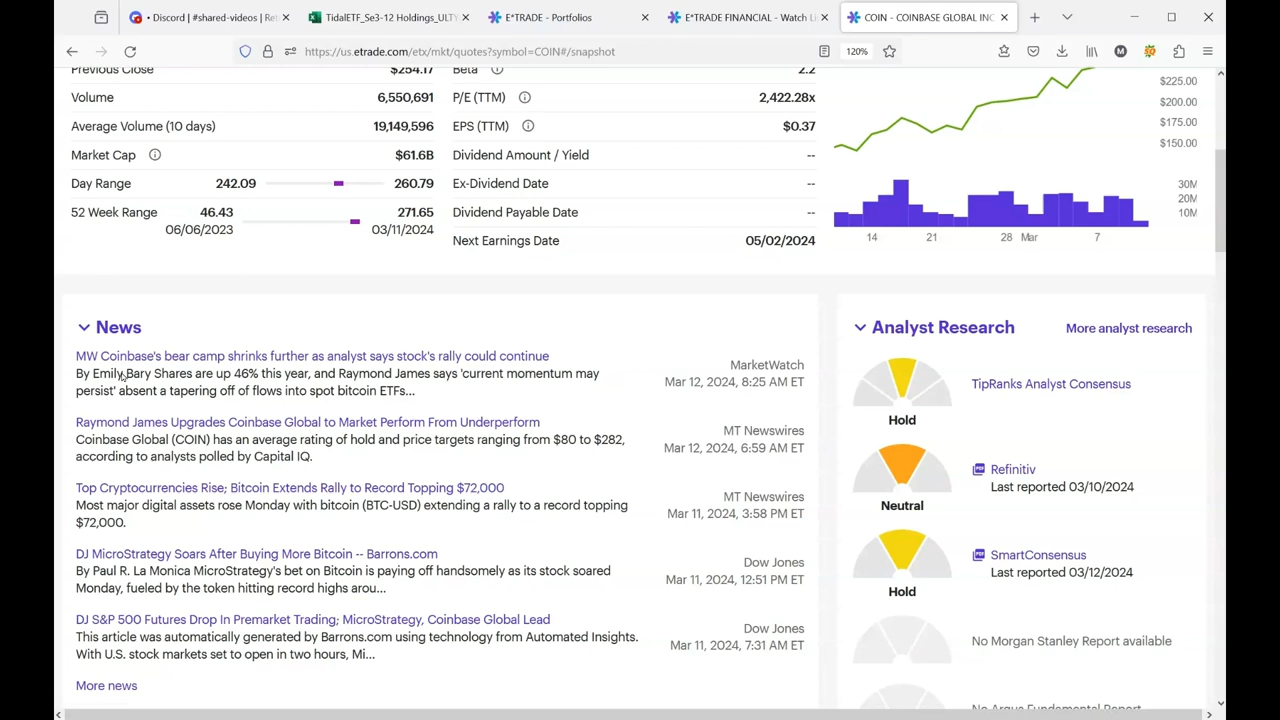 • Discord | #shared-videos | Ret
TidalETF_Se3-12 Holdings_ULTY
E*TRADE - Portfolios
E*TRADE FINANCIAL - Watch Li
COIN - COINBASE GLOBAL INC
https://us.etrade.com/etx/mkt/quotes?symbol=COIN#/snapshot
120%
Previous Close $254.17
Volume 6,550,691
Average Volume (10 days) 19,149,596
Market Cap $61.6B
Day Range 242.09 260.79
52 Week Range 46.43 271.65
06/06/2023 03/11/2024
Beta 2.2
P/E (TTM) 2,422.28x
EPS (TTM) $0.37
Dividend Amount / Yield --
Ex-Dividend Date --
Dividend Payable Date --
Next Earnings Date 05/02/2024
$225.00
$200.00
$175.00
$150.00
30M
20M
10M
14 21 28 Mar 7
News
MW Coinbase's bear camp shrinks further as analyst says stock's rally could continue
By Emily Bary Shares are up 46% this year, and Raymond James says 'current momentum may
persist' absent a tapering off of flows into spot bitcoin ETFs...
MarketWatch
Mar 12, 2024, 8:25 AM ET
Raymond James Upgrades Coinbase Global to Market Perform From Underperform
Coinbase Global (COIN) has an average rating of hold and price targets ranging from $80 to $282,
according to analysts polled by Capital IQ.
MT Newswires
Mar 12, 2024, 6:59 AM ET
Top Cryptocurrencies Rise; Bitcoin Extends Rally to Record Topping $72,000
Most major digital assets rose Monday with bitcoin (BTC-USD) extending a rally to a record topping
$72,000.
MT Newswires
Mar 11, 2024, 3:58 PM ET
DJ MicroStrategy Soars After Buying More Bitcoin -- Barrons.com
By Paul R. La Monica MicroStrategy's bet on Bitcoin is paying off handsomely as its stock soared
Monday, fueled by the token hitting record highs arou...
Dow Jones
Mar 11, 2024, 12:51 PM ET
DJ S&P 500 Futures Drop In Premarket Trading; MicroStrategy, Coinbase Global Lead
This article was automatically generated by Barrons.com using technology from Automated Insights.
With U.S. stock markets set to open in two hours, Mi...
Dow Jones
Mar 11, 2024, 7:31 AM ET
More news
Analyst Research
More analyst research
Hold
TipRanks Analyst Consensus
Neutral
Refinitiv
Last reported 03/10/2024
Hold
SmartConsensus
Last reported 03/12/2024
No Morgan Stanley Report available
No Argus Fundamental Report